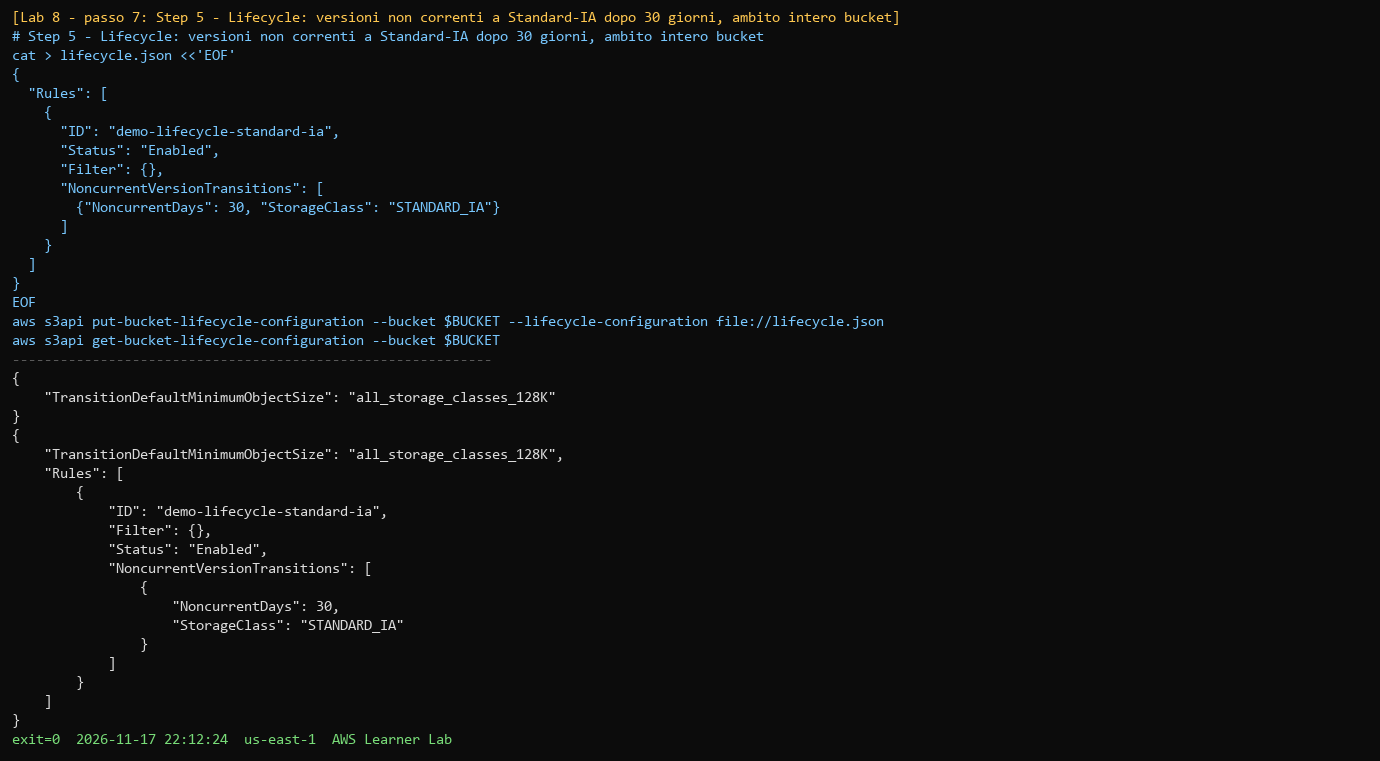 [Lab 8 - passo 7: Step 5 - Lifecycle: versioni non correnti a Standard-IA dopo 30 giorni, ambito intero bucket]
# Step 5 - Lifecycle: versioni non correnti a Standard-IA dopo 30 giorni, ambito intero bucket
cat > lifecycle.json <<'EOF'
{
  "Rules": [
    {
      "ID": "demo-lifecycle-standard-ia",
      "Status": "Enabled",
      "Filter": {},
      "NoncurrentVersionTransitions": [
        {"NoncurrentDays": 30, "StorageClass": "STANDARD_IA"}
      ]
    }
  ]
}
EOF
aws s3api put-bucket-lifecycle-configuration --bucket $BUCKET --lifecycle-configuration file://lifecycle.json
aws s3api get-bucket-lifecycle-configuration --bucket $BUCKET
------------------------------------------------------------
{
    "TransitionDefaultMinimumObjectSize": "all_storage_classes_128K"
}
{
    "TransitionDefaultMinimumObjectSize": "all_storage_classes_128K",
    "Rules": [
        {
            "ID": "demo-lifecycle-standard-ia",
            "Filter": {},
            "Status": "Enabled",
            "NoncurrentVersionTransitions": [
                {
                    "NoncurrentDays": 30,
                    "StorageClass": "STANDARD_IA"
                }
            ]
        }
    ]
}
exit=0  2026-11-17 22:12:24  us-east-1  AWS Learner Lab